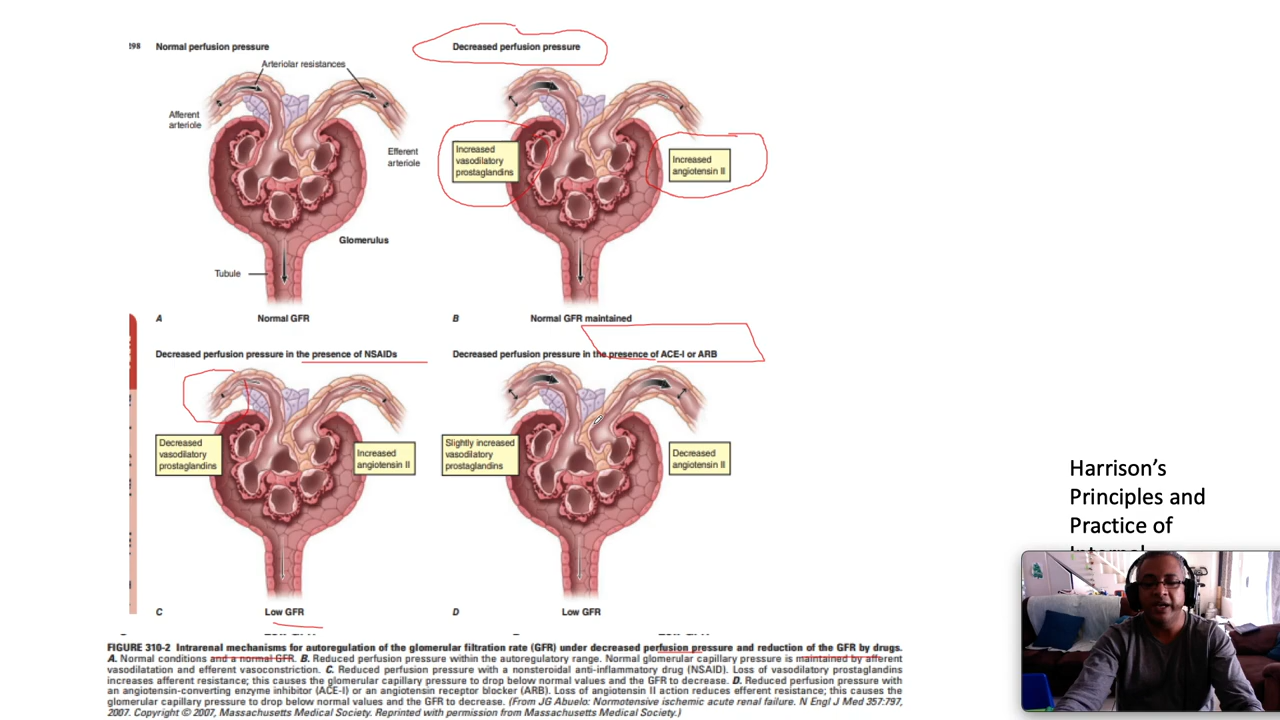 298
Normal perfusion pressure
Arteriolar resistances
Afferent
arteriole
Efferent
arteriole
Glomerulus
Tubule
A
Normal GFR
Decreased perfusion pressure
Increased
vasodilatory
prostaglandins
Increased
angiotensin II
B
Normal GFR maintained
Decreased perfusion pressure in the presence of NSAIDs
Decreased
vasodilatory
prostaglandins
Increased
angiotensin II
C
Low GFR
Decreased perfusion pressure in the presence of ACE-I or ARB
Slightly increased
vasodilatory
prostaglandins
Decreased
angiotensin II
D
Low GFR
FIGURE 310-2 Intrarenal mechanisms for autoregulation of the glomerular filtration rate (GFR) under decreased perfusion pressure and reduction of the GFR by drugs.
A. Normal conditions and a normal GFR. B. Reduced perfusion pressure within the autoregulatory range. Normal glomerular capillary pressure is maintained by afferent
vasodilatation and efferent vasoconstriction. C. Reduced perfusion pressure with a nonsteroidal anti-inflammatory drug (NSAID). Loss of vasodilatory prostaglandins
increases afferent resistance; this causes the glomerular capillary pressure to drop below normal values and the GFR to decrease. D. Reduced perfusion pressure with
an angiotensin-converting enzyme inhibitor (ACE-I) or an angiotensin receptor blocker (ARB). Loss of angiotensin II action reduces efferent resistance; this causes the
glomerular capillary pressure to drop below normal values and the GFR to decrease. (From JG Abuelo: Normotensive ischemic acute renal failure. N Engl J Med 357:797,
2007. Copyright © 2007, Massachusetts Medical Society. Reprinted with permission from Massachusetts Medical Society.)
Harrison's
Principles and
Practice of